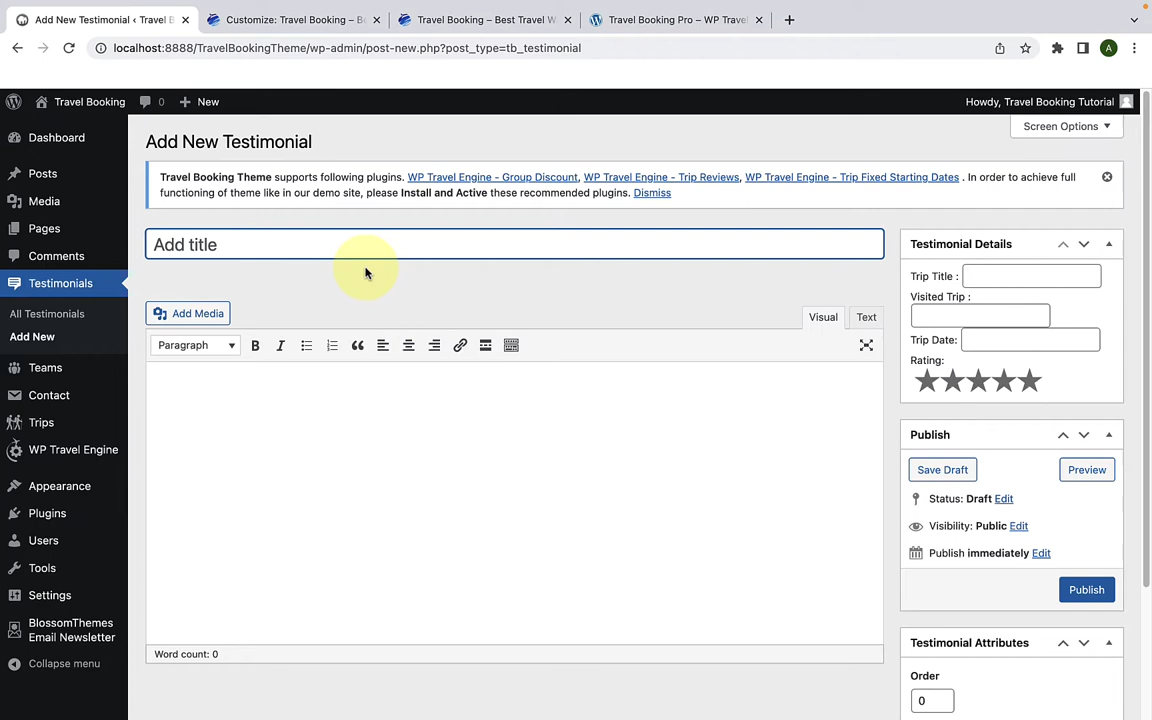 Add New Testimonial ‹ Travel B
Customize: Travel Booking – Be
Travel Booking – Best Travel W
Travel Booking Pro – WP Trave
localhost:8888/TravelBookingTheme/wp-admin/post-new.php?post_type=tb_testimonial
A
Travel Booking
0
New
Howdy, Travel Booking Tutorial
Screen Options
Dashboard
Posts
Media
Pages
Comments
Testimonials
All Testimonials
Add New
Teams
Contact
Trips
WP Travel Engine
Appearance
Plugins
Users
Tools
Settings
BlossomThemes
Email Newsletter
Collapse menu
Add New Testimonial
Travel Booking Theme supports following plugins. WP Travel Engine - Group Discount, WP Travel Engine - Trip Reviews, WP Travel Engine - Trip Fixed Starting Dates . In order to achieve full
functioning of theme like in our demo site, please Install and Active these recommended plugins. Dismiss
Add title
Add Media
Visual
Text
Paragraph
B
I
Word count: 0
Testimonial Details
Trip Title :
Visited Trip :
Trip Date:
Rating:
Publish
Save Draft
Preview
Status: Draft Edit
Visibility: Public Edit
Publish immediately Edit
Publish
Testimonial Attributes
Order
0